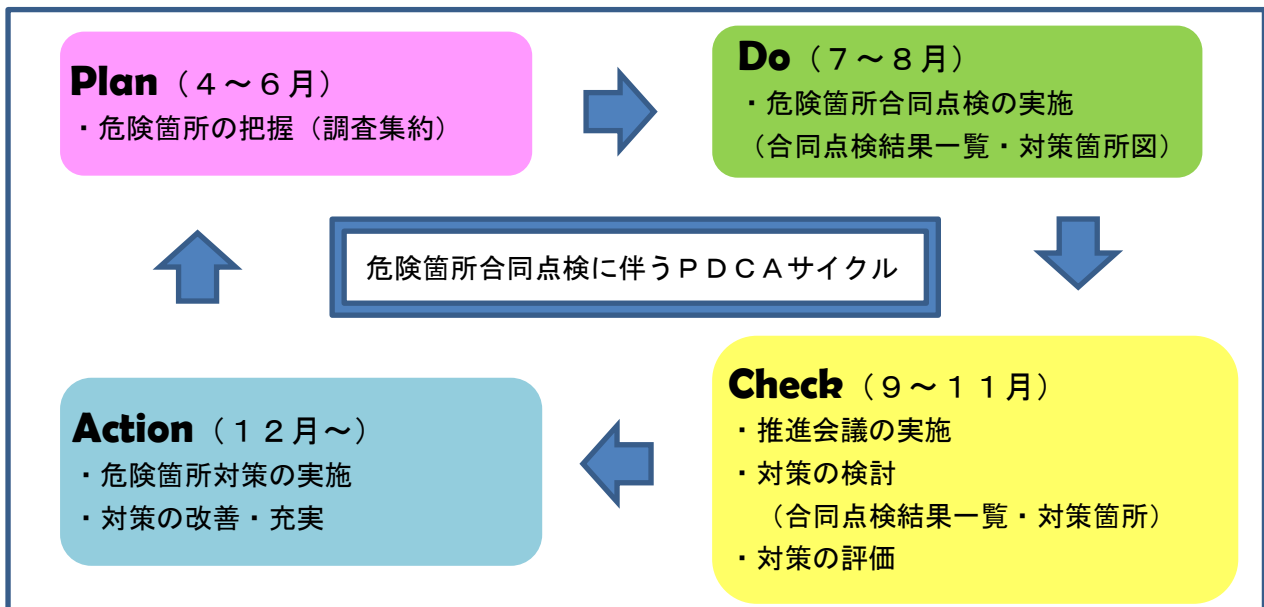 Plan（４～６月）
・危険箇所の把握（調査集約）
Do（７～８月）
・危険箇所合同点検の実施
（合同点検結果一覧・対策箇所図）
危険箇所合同点検に伴うＰＤＣＡサイクル
Check（９～１１月）
・推進会議の実施
・対策の検討
（合同点検結果一覧・対策箇所）
・対策の評価
Action（１２月～）
・危険箇所対策の実施
・対策の改善・充実